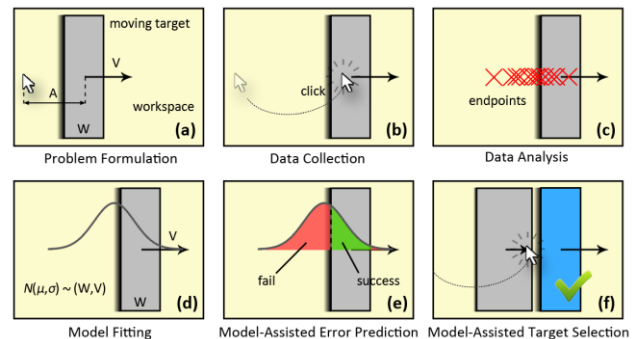 moving target
V
A
workspace
W
(a)
Problem Formulation
click
(b)
Data Collection
endpoints
(c)
Data Analysis
V
N(μ,σ) ~ (W,V)
W
(d)
Model Fitting
fail
success
(e)
Model-Assisted Error Prediction
(f)
Model-Assisted Target Selection